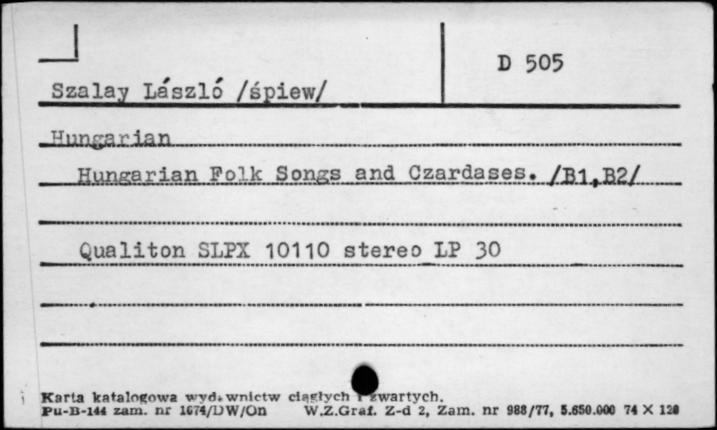 D 505
Szalay László /śpiew/
Hungarian
Hungarian Folk Songs and Czardases. /B1,B2/
Qualiton SLPX 10110 stereo LP 30
Karta katalogowa wydawnictw ciągłych i zwartych.
Pu-B-144 zam. nr 1674/DW/On W.Z.Graf. Z-d 2, Zam. nr 988/77, 5.650.000 74 X 120